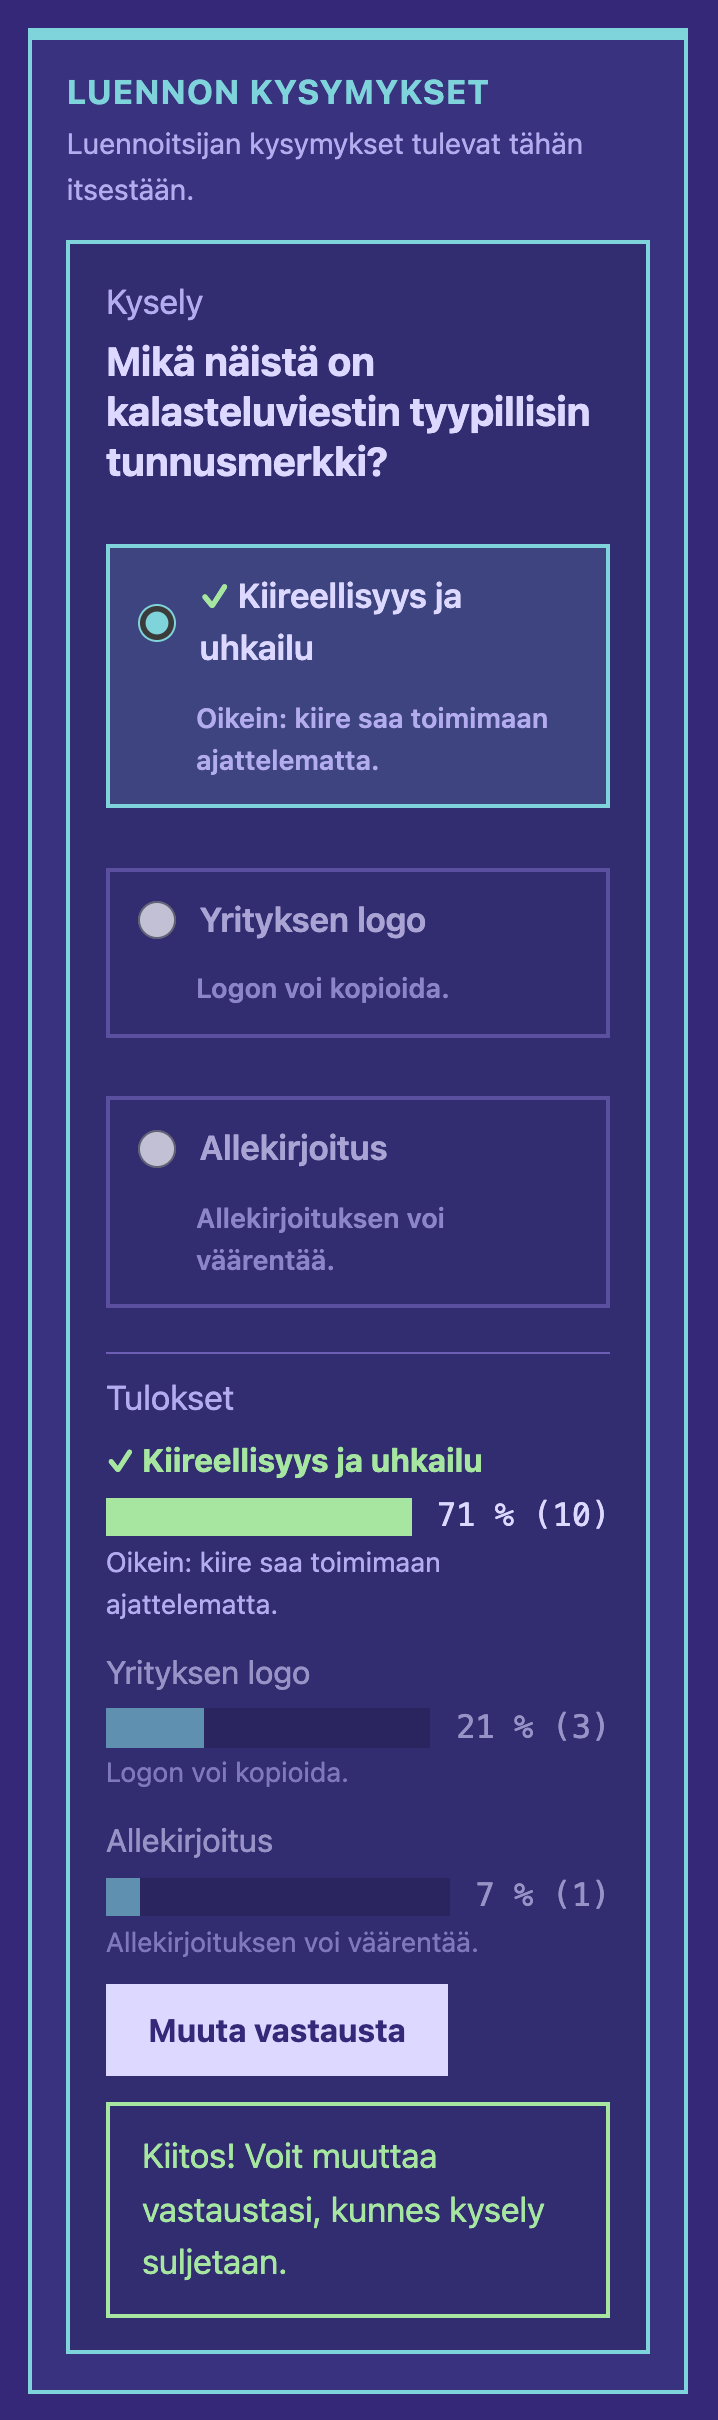 LUENNON KYSYMYKSET
Luennoitsijan kysymykset tulevat tähän
itsestään.
Kysely
Mikä näistä on
kalasteluviestin tyypillisin
tunnusmerkki?
✓ Kiireellisyys ja
uhkailu
Oikein: kiire saa toimimaan
ajattelematta.
Yrityksen logo
Logon voi kopioida.
Allekirjoitus
Allekirjoituksen voi
väärentää.
Tulokset
✓ Kiireellisyys ja uhkailu
71 % (10)
Oikein: kiire saa toimimaan
ajattelematta.
Yrityksen logo
21 % (3)
Logon voi kopioida.
Allekirjoitus
7 % (1)
Allekirjoituksen voi väärentää.
Muuta vastausta
Kiitos! Voit muuttaa
vastaustasi, kunnes kysely
suljetaan.